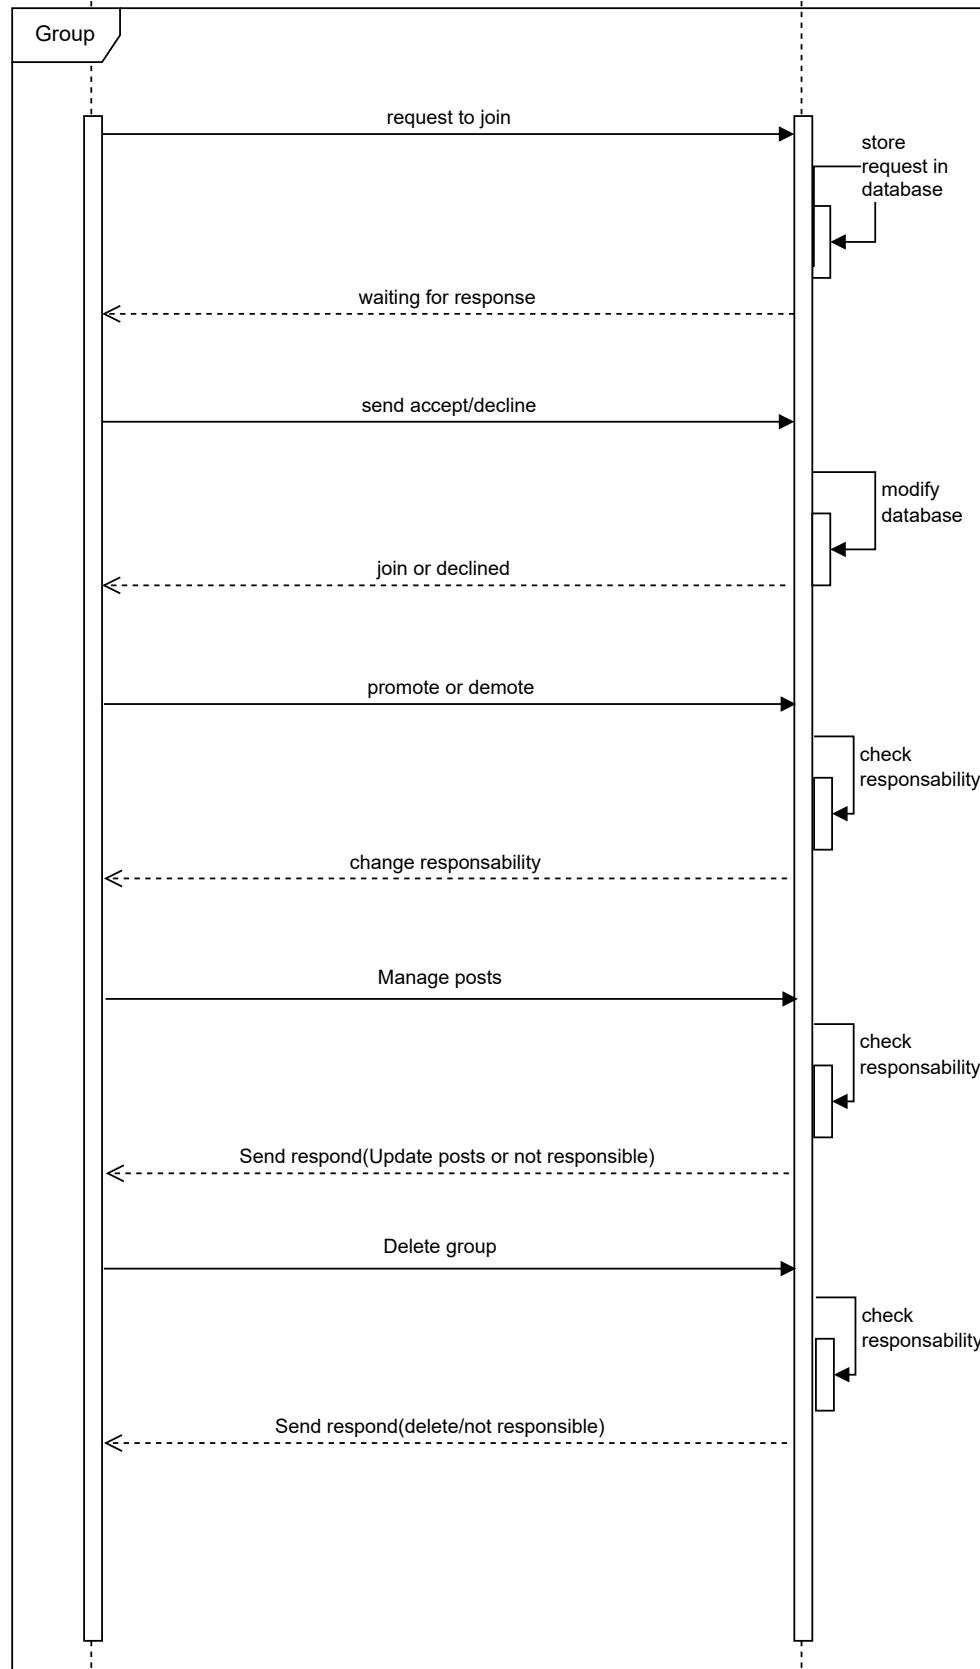 Group
request to join
store
request in
database
waiting for response
send accept/decline
modify
database
join or declined
promote or demote
check
responsability
change responsability
Manage posts
check
responsability
Send respond(Update posts or not responsible)
Delete group
check
responsability
Send respond(delete/not responsible)